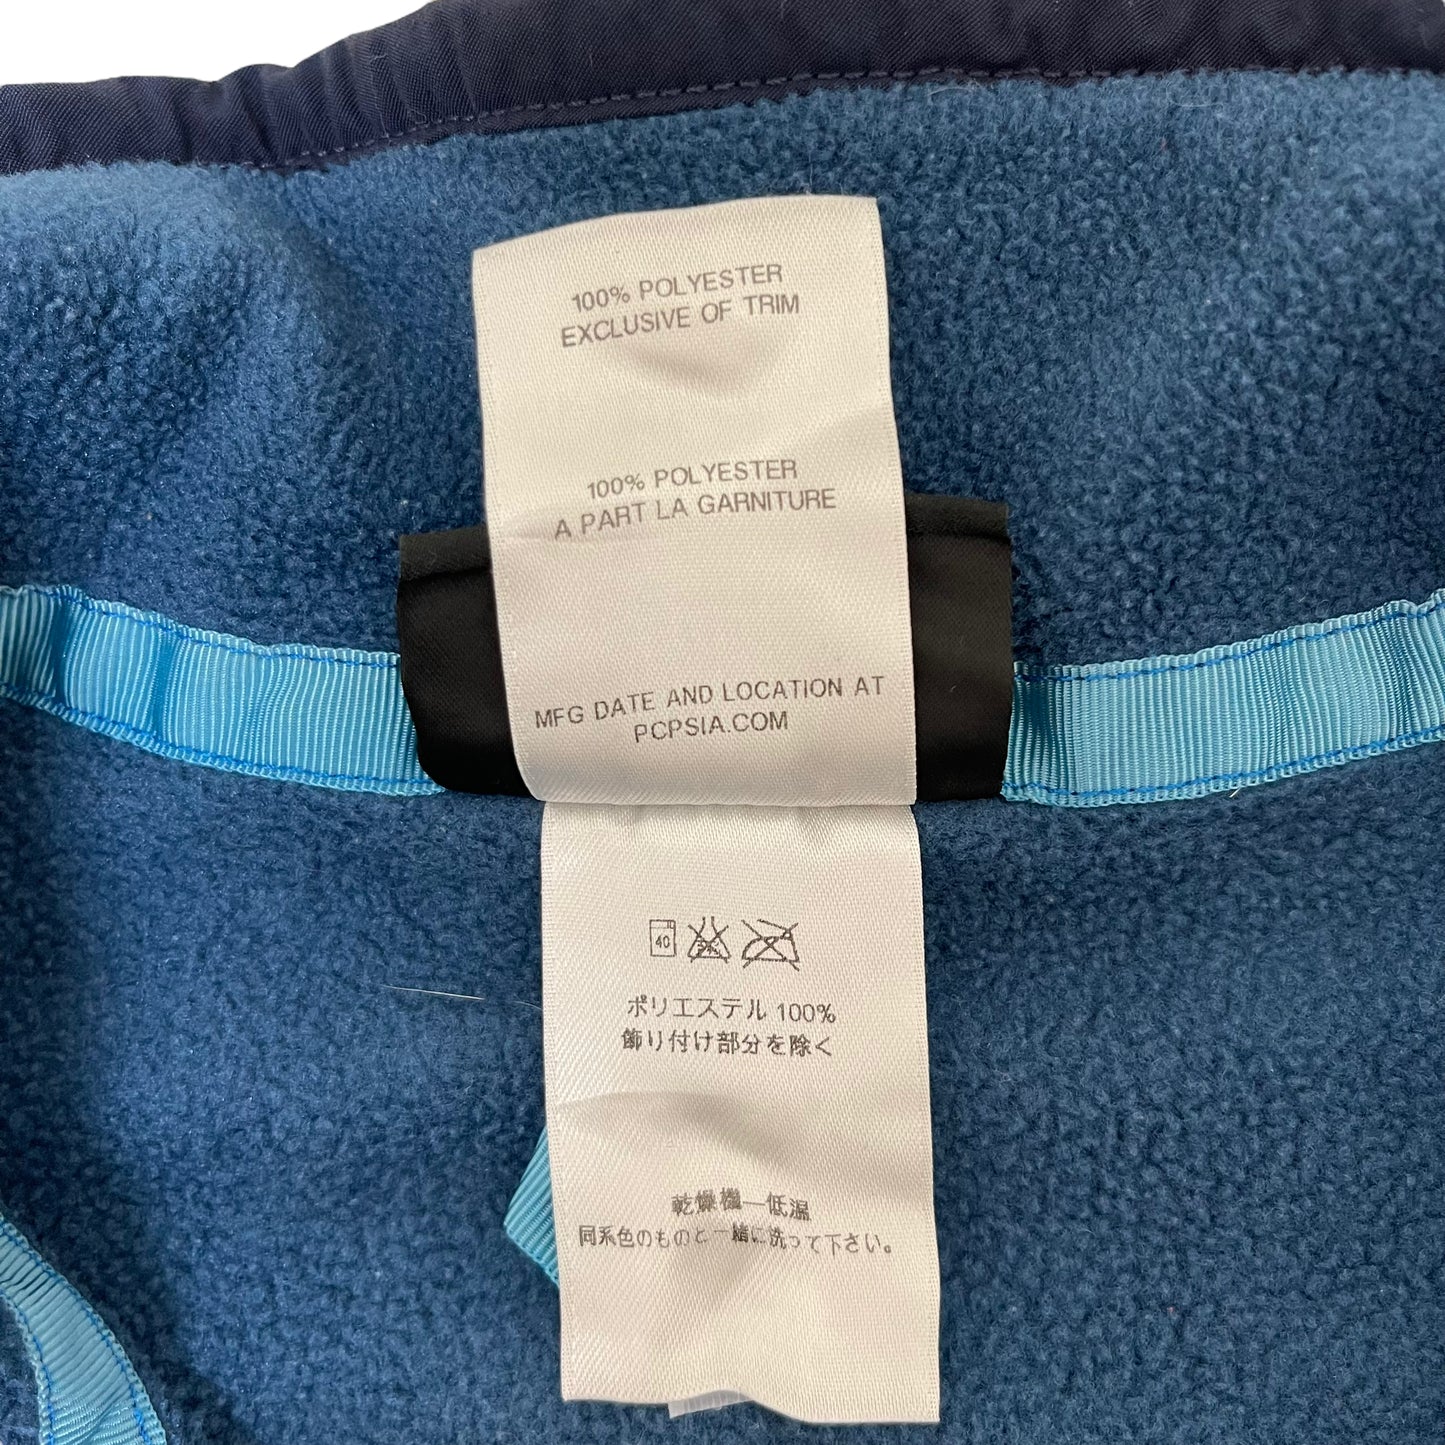 100% POLYESTER
EXCLUSIVE OF TRIM
100% POLYESTER
A PART LA GARNITURE
MFG DATE AND LOCATION AT
PCPSIA.COM
40
ポリエステル 100%
飾り付け部分を除く
乾燥機―低温
同系色のものと一緒に洗って下さい。